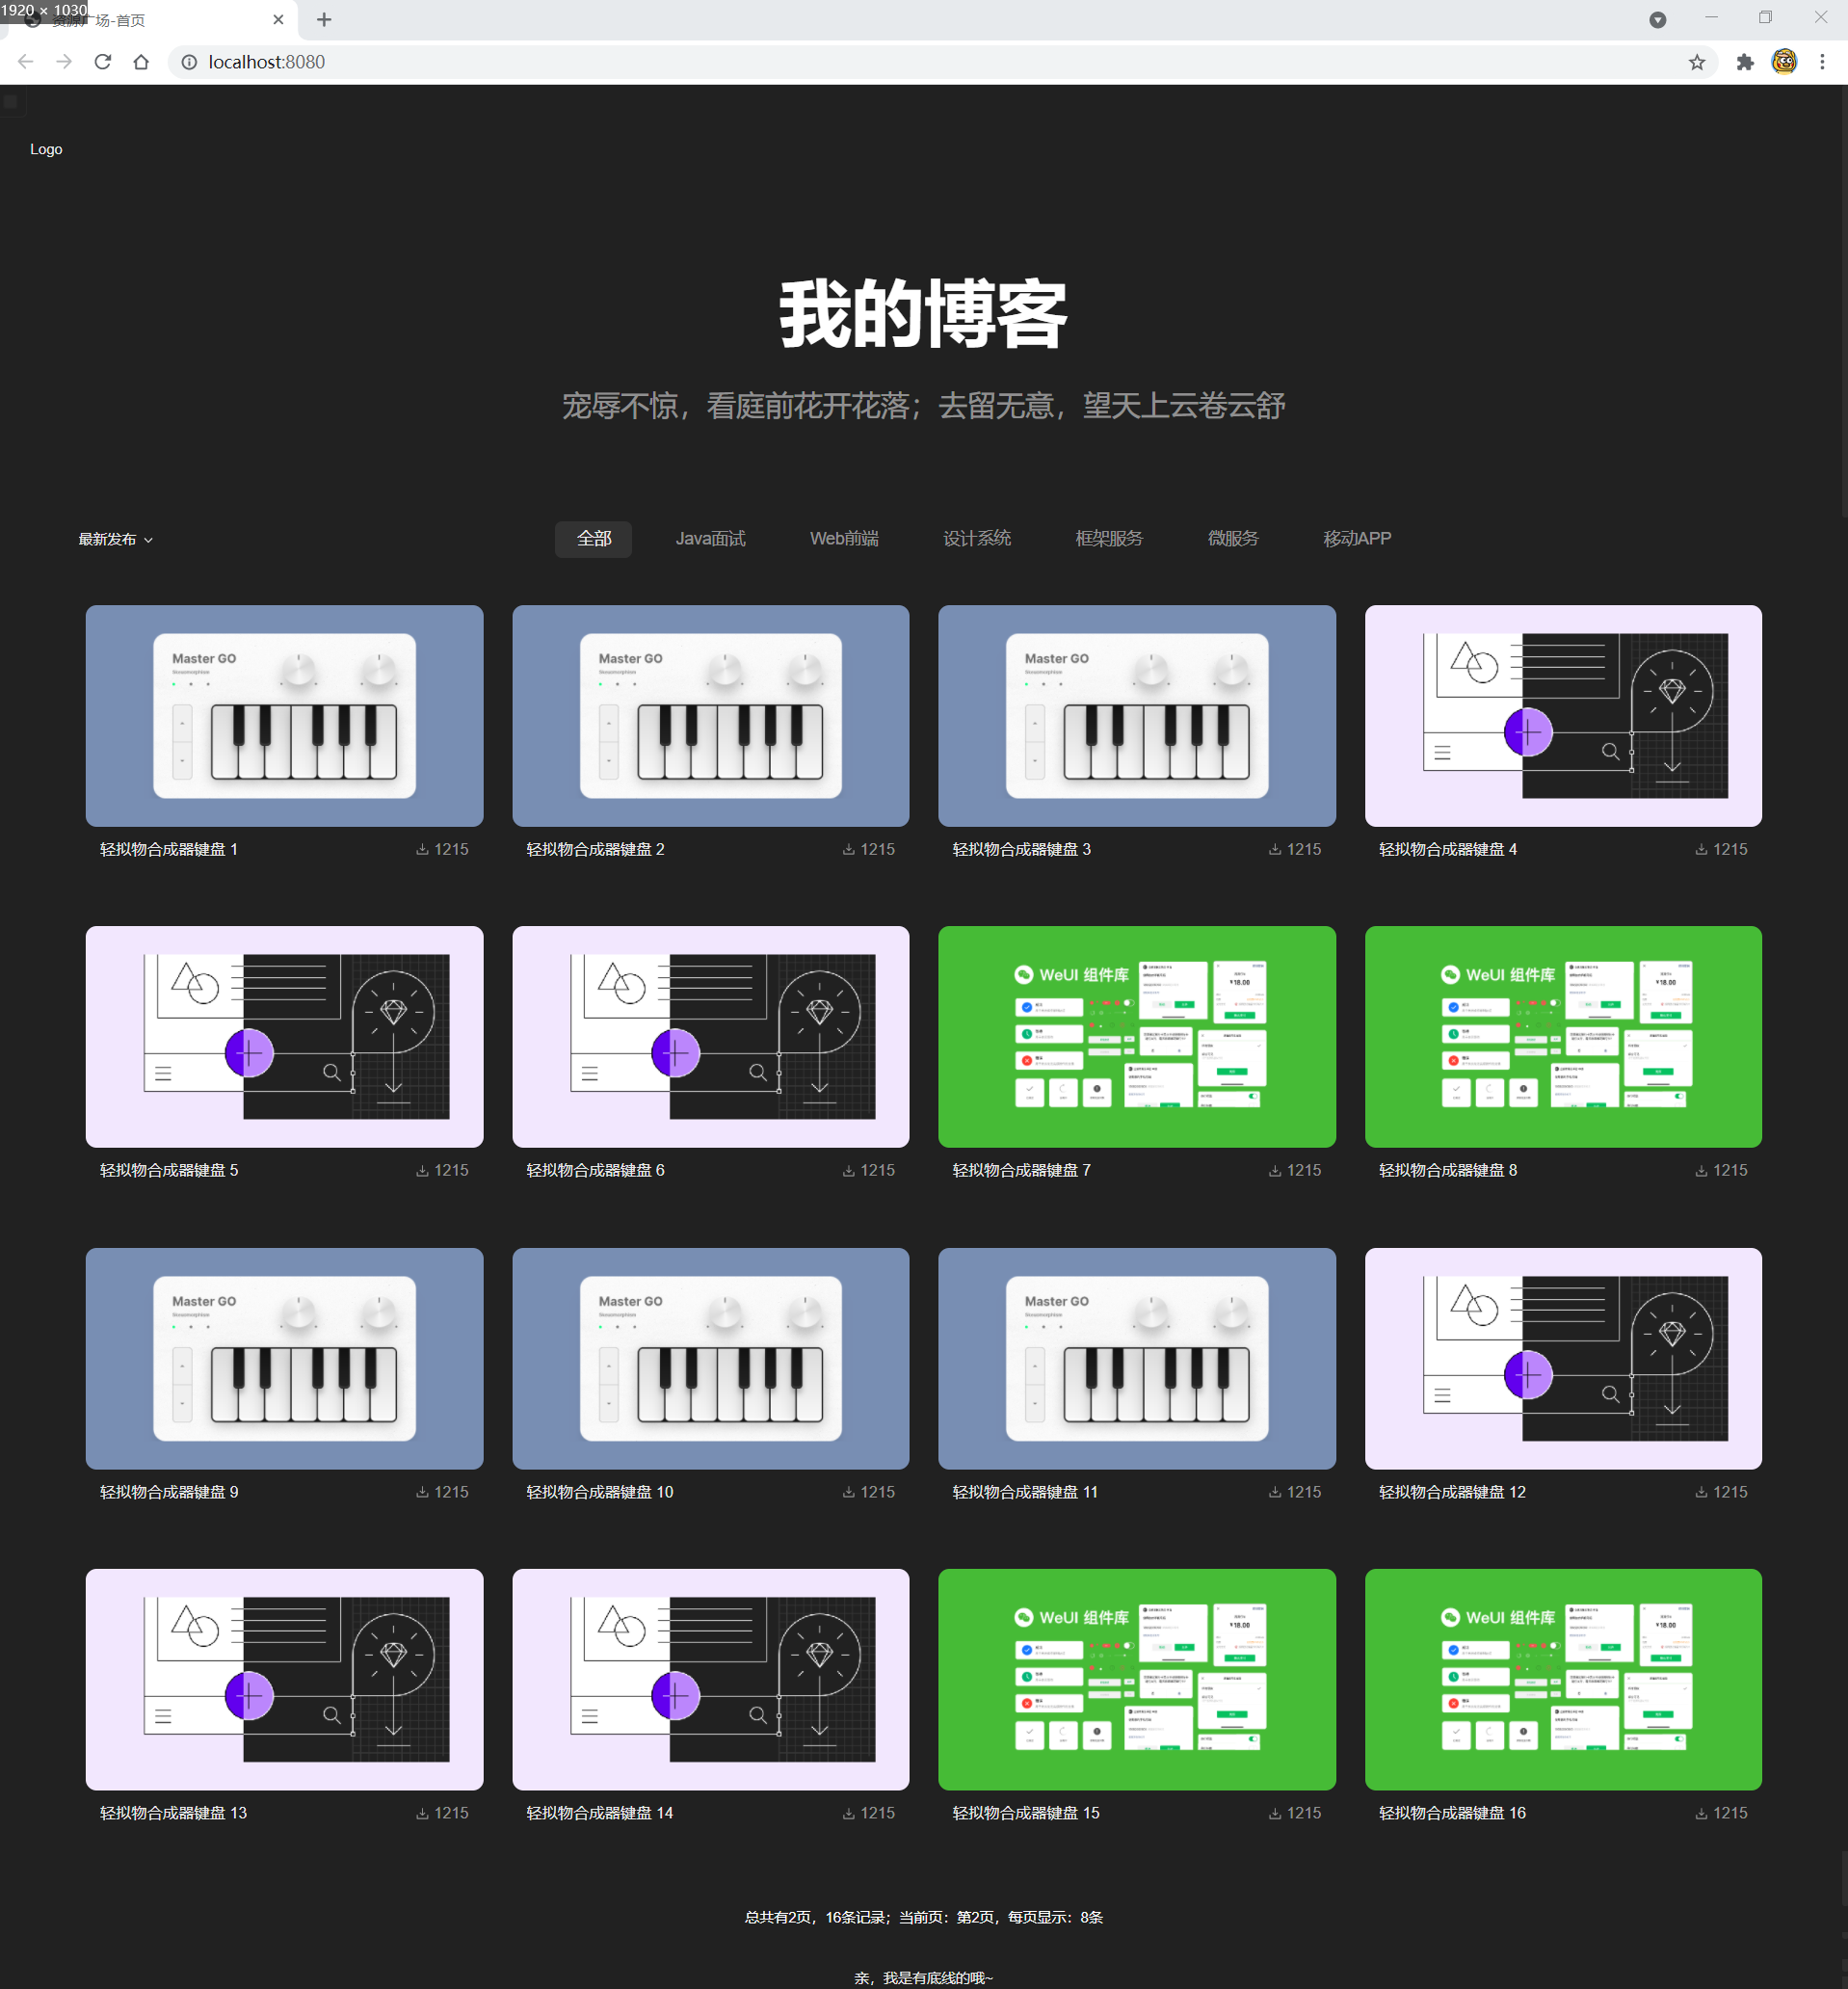 1920 × 1030
资源广场-首页
localhost:8080
Logo
我的博客
宠辱不惊，看庭前花开花落；去留无意，望天上云卷云舒
最新发布 全部 Java面试 Web前端 设计系统 框架服务 微服务 移动APP
Master GO
Master GO
Master GO
轻拟物合成器键盘 1 1215
轻拟物合成器键盘 2 1215
轻拟物合成器键盘 3 1215
轻拟物合成器键盘 4 1215
WeUI 组件库
¥18.00
WeUI 组件库
¥18.00
轻拟物合成器键盘 5 1215
轻拟物合成器键盘 6 1215
轻拟物合成器键盘 7 1215
轻拟物合成器键盘 8 1215
Master GO
Master GO
Master GO
轻拟物合成器键盘 9 1215
轻拟物合成器键盘 10 1215
轻拟物合成器键盘 11 1215
轻拟物合成器键盘 12 1215
WeUI 组件库
¥18.00
WeUI 组件库
¥18.00
轻拟物合成器键盘 13 1215
轻拟物合成器键盘 14 1215
轻拟物合成器键盘 15 1215
轻拟物合成器键盘 16 1215
总共有2页，16条记录；当前页：第2页，每页显示：8条
亲，我是有底线的哦~